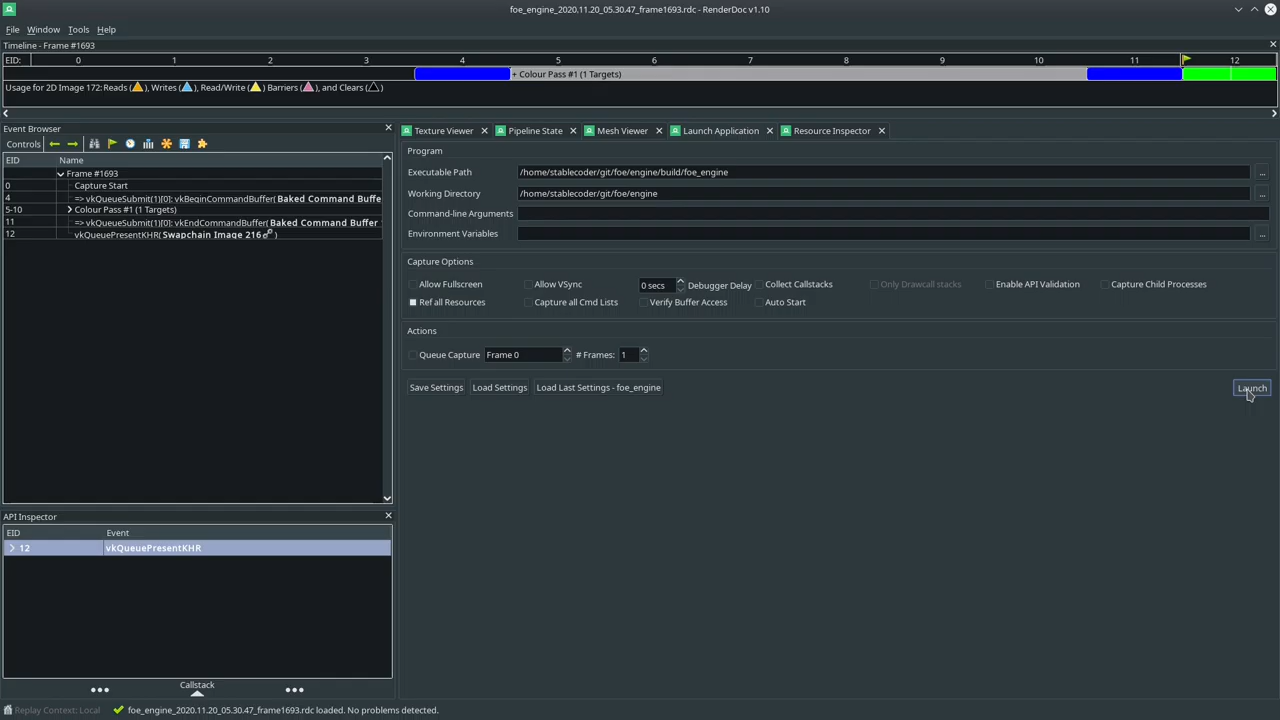 foe_engine_2020.11.20_05.30.47_frame1693.rdc - RenderDoc v1.10
File Window Tools Help
Timeline - Frame #1693
EID: 0 1 2 3 4 5 6 7 8 9 10 11 12
+ Colour Pass #1 (1 Targets)
Usage for 2D Image 172: Reads ( ), Writes ( ), Read/Write ( ) Barriers ( ), and Clears ( )
Event Browser
Controls
EID Name
Frame #1693
0 Capture Start
4 => vkQueueSubmit(1)[0]: vkBeginCommandBuffer( Baked Command Buffe
5-10 Colour Pass #1 (1 Targets)
11 => vkQueueSubmit(1)[0]: vkEndCommandBuffer( Baked Command Buffer
12 vkQueuePresentKHR( Swapchain Image 216 )
API Inspector
EID Event
12 vkQueuePresentKHR
Callstack
Texture Viewer Pipeline State Mesh Viewer Launch Application Resource Inspector
Program
Executable Path /home/stablecoder/git/foe/engine/build/foe_engine ...
Working Directory /home/stablecoder/git/foe/engine ...
Command-line Arguments
Environment Variables ...
Capture Options
Allow Fullscreen Allow VSync 0 secs Debugger Delay Collect Callstacks Only Drawcall stacks Enable API Validation Capture Child Processes
Ref all Resources Capture all Cmd Lists Verify Buffer Access Auto Start
Actions
Queue Capture Frame 0 # Frames: 1
Save Settings Load Settings Load Last Settings - foe_engine Launch
Replay Context: Local foe_engine_2020.11.20_05.30.47_frame1693.rdc loaded. No problems detected.